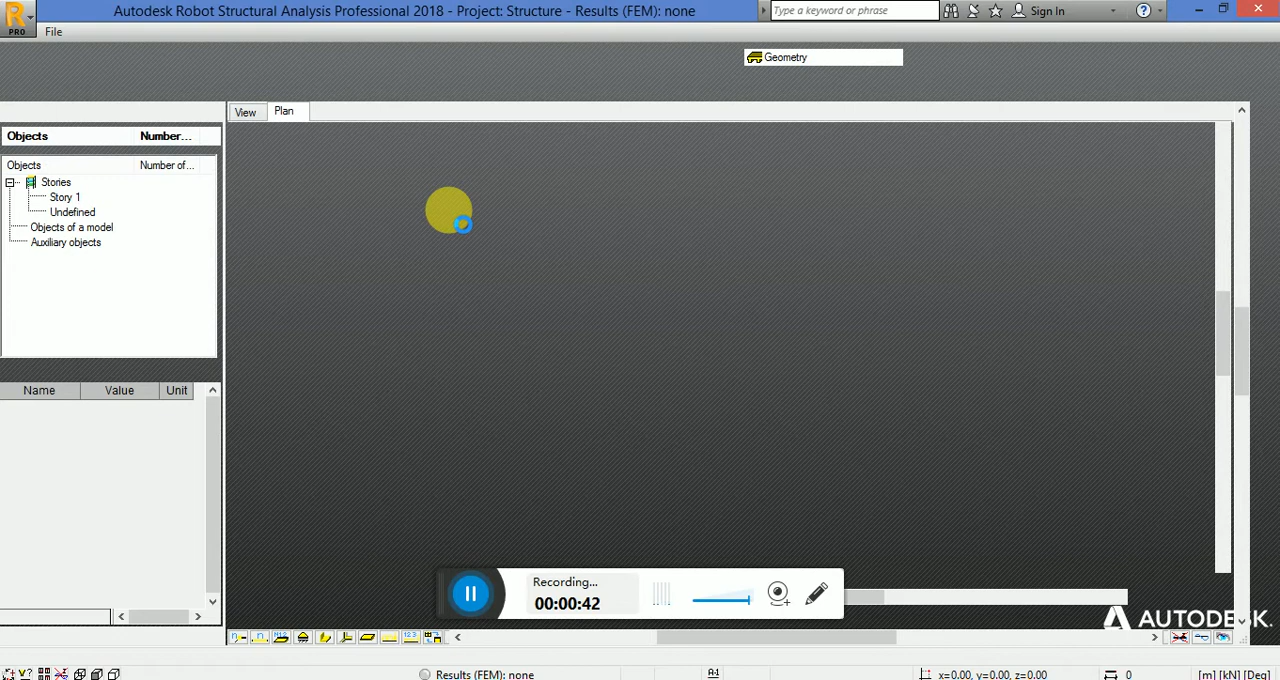 Autodesk Robot Structural Analysis Professional 2018 - Project: Structure - Results (FEM): none
Type a keyword or phrase
Sign In
PRO
File
Geometry
View
Plan
Objects Number...
Objects Number of...
Stories
Story 1
Undefined
Objects of a model
Auxiliary objects
Name Value Unit
Recording...
00:00:42
AUTODESK.
Results (FEM): none
x=0.00, y=0.00, z=0.00
0
[m] [kN] [Deg]